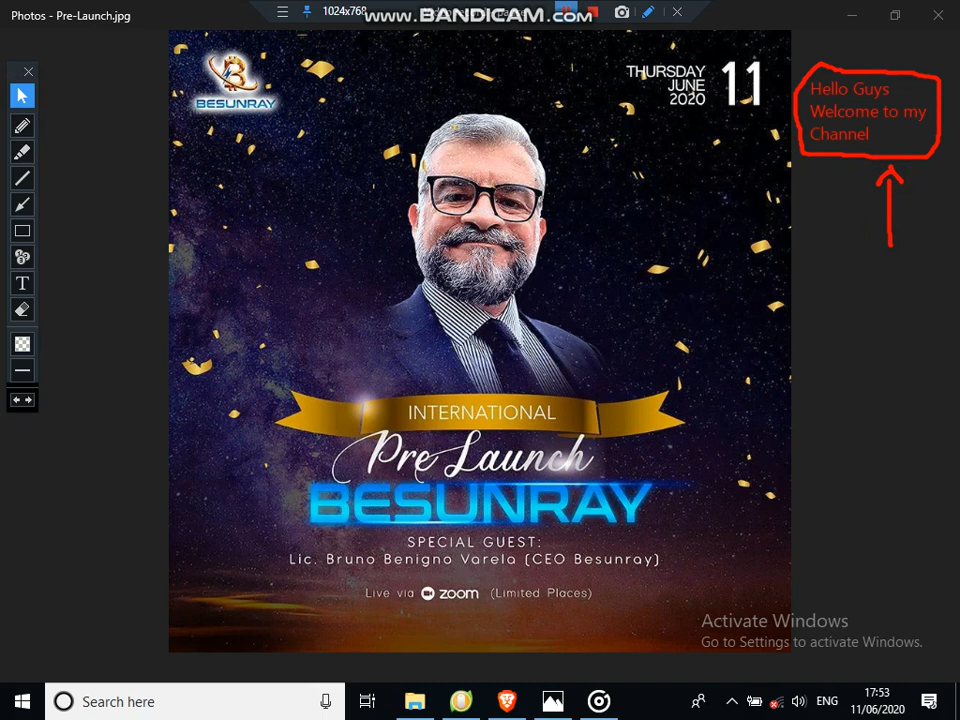 Photos - Pre-Launch.jpg
1024x768
www.BANDICAM.com
BESUNRAY
THURSDAY
JUNE
2020
11
Hello Guys
Welcome to my
Channel
T
INTERNATIONAL
Pre Launch
BESUNRAY
SPECIAL GUEST:
Lic. Bruno Benigno Varela (CEO Besunray)
Live via zoom (Limited Places)
Activate Windows
Go to Settings to activate Windows.
Search here
ENG
17:53
11/06/2020